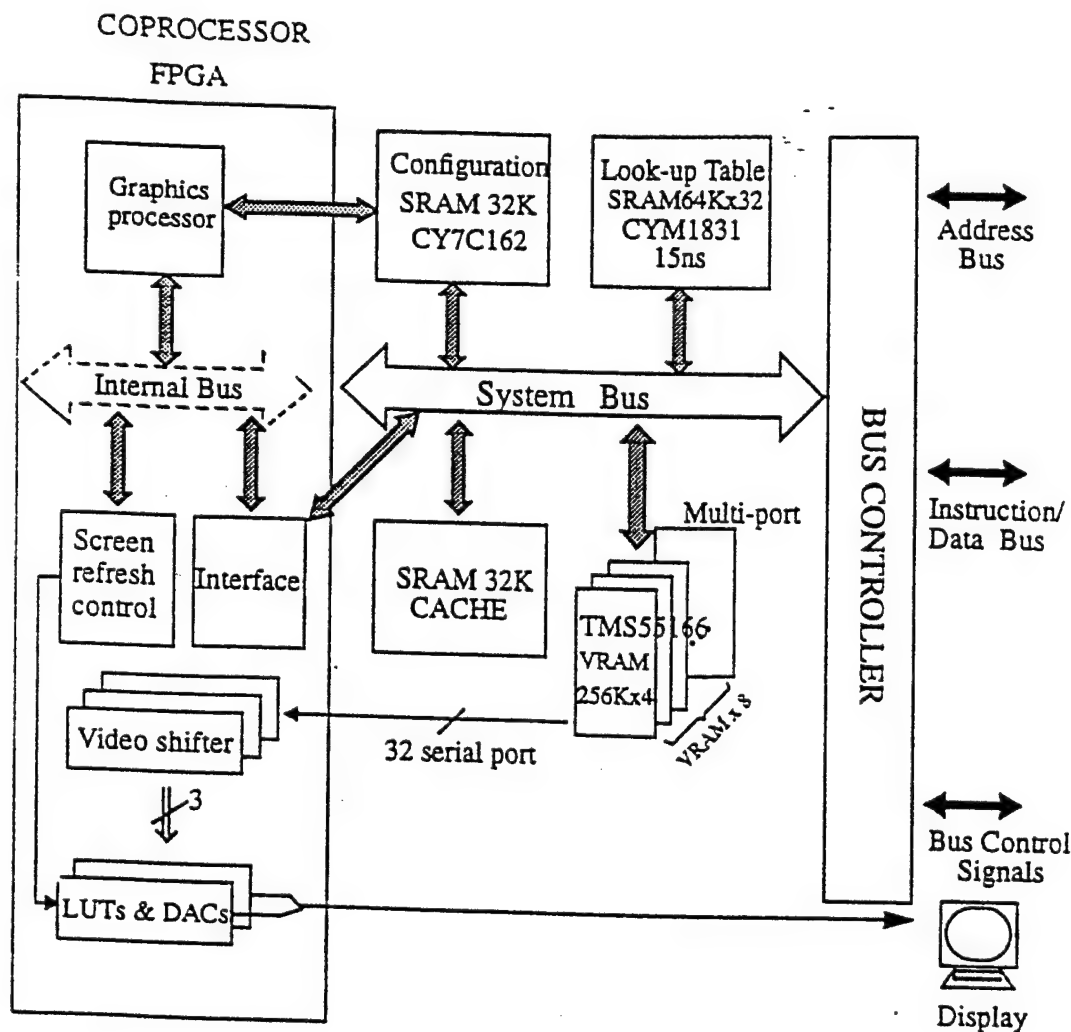 COPROCESSOR
FPGA
Graphics
processor
Configuration
SRAM 32K
CY7C162
Look-up Table
SRAM64Kx32
CYM1831
15ns
Address
Bus
Internal Bus
System Bus
BUS CONTROLLER
Instruction/
Data Bus
Screen
refresh
control
Interface
SRAM 32K
CACHE
Multi-port
TMS55166
VRAM
256Kx4
VRAM x 8
Video shifter
32 serial port
3
LUTs & DACs
Bus Control
Signals
Display